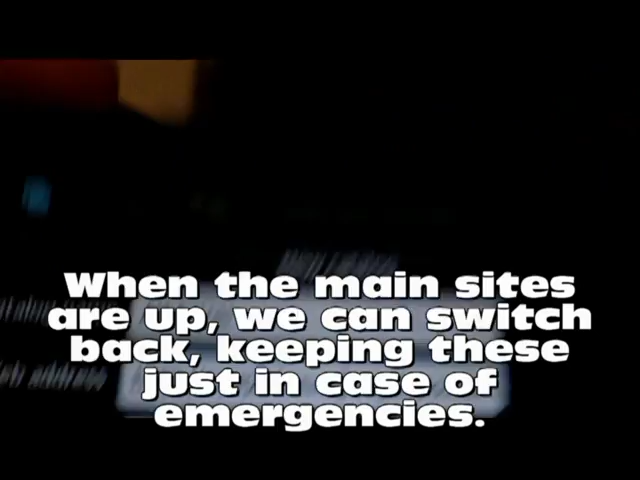 When the main sites
are up, we can switch
back, keeping these
just in case of
emergencies.